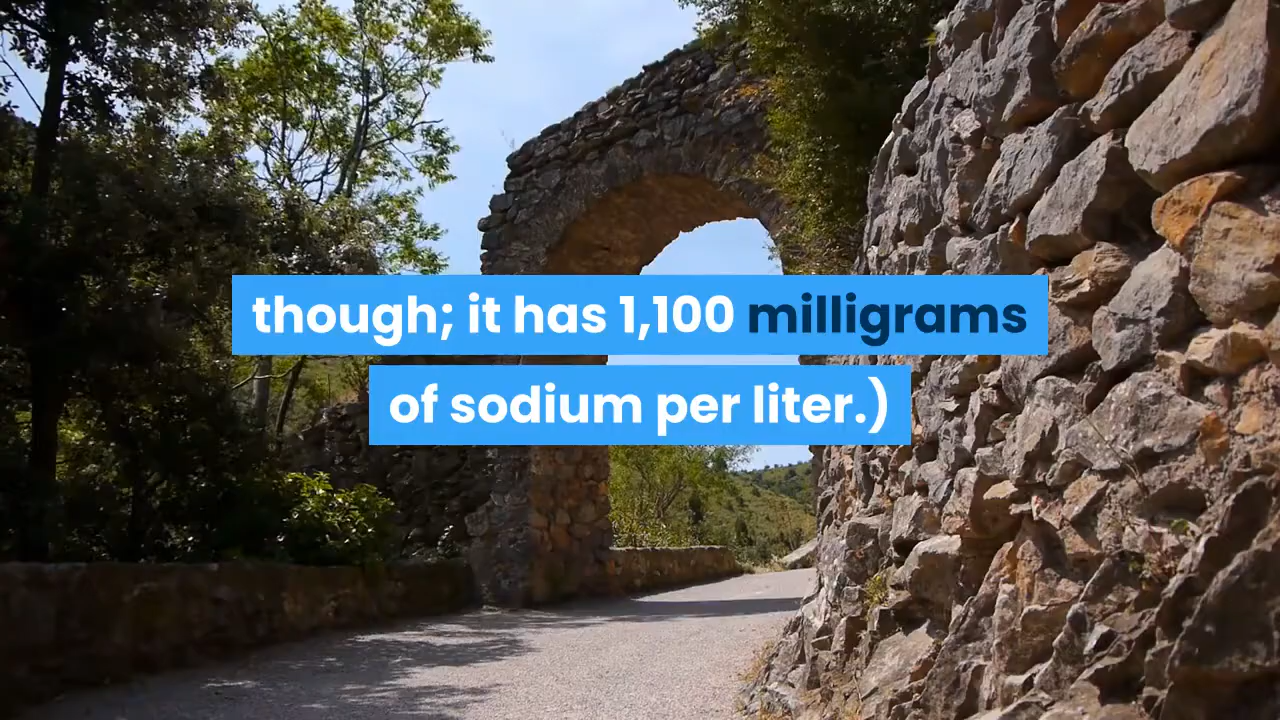 though; it has 1,100 milligrams
of sodium per liter.)